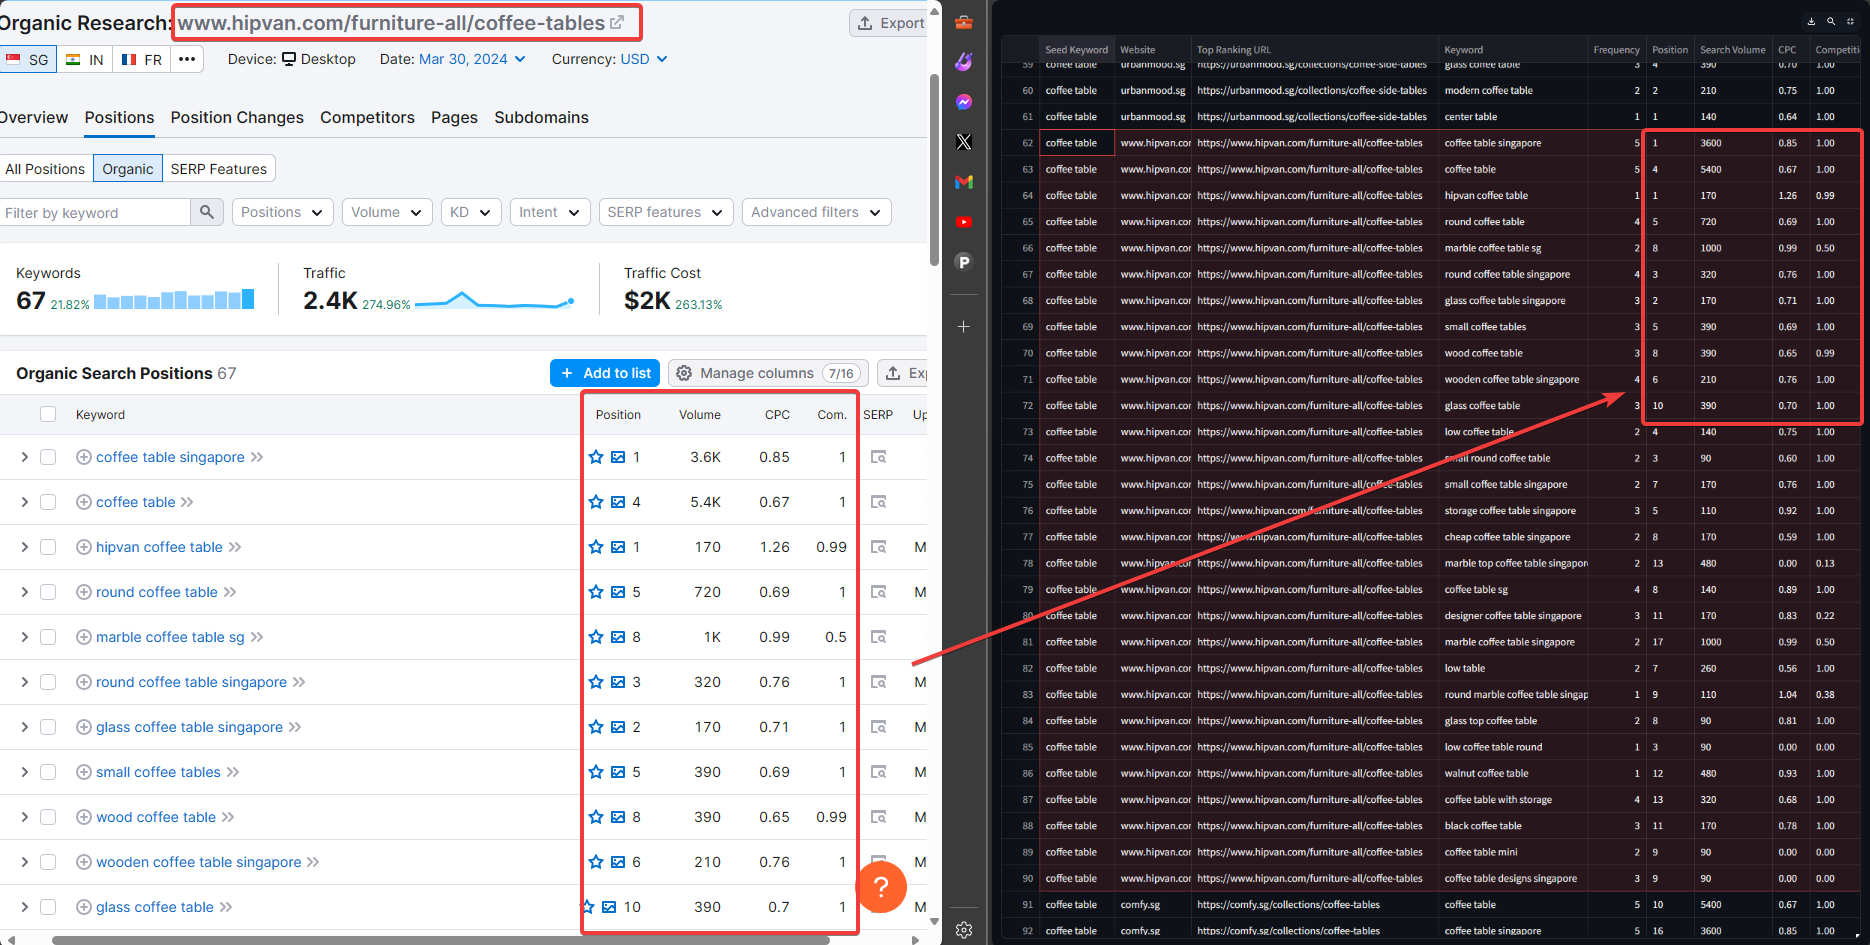 Organic Research: www.hipvan.com/furniture-all/coffee-tables
Export
SG IN FR •••
Device: Desktop Date: Mar 30, 2024 Currency: USD
Overview Positions Position Changes Competitors Pages Subdomains
All Positions Organic SERP Features
Filter by keyword Positions Volume KD Intent SERP features Advanced filters
Keywords Traffic Traffic Cost
67 21.82% 2.4K 274.96% $2K 263.13%
Organic Search Positions 67
+ Add to list Manage columns 7/16
Keyword Position Volume CPC Com. SERP
coffee table singapore 1 3.6K 0.85 1
coffee table 4 5.4K 0.67 1
hipvan coffee table 1 170 1.26 0.99 M
round coffee table 5 720 0.69 1 M
marble coffee table sg 8 1K 0.99 0.5
round coffee table singapore 3 320 0.76 1 M
glass coffee table singapore 2 170 0.71 1 M
small coffee tables 5 390 0.69 1 M
wood coffee table 8 390 0.65 0.99 M
wooden coffee table singapore 6 210 0.76 1 M
glass coffee table 10 390 0.7 1 M
?
P
Seed Keyword Website Top Ranking URL Keyword Frequency Position Search Volume CPC Competiti
59 coffee table urbanmood.sg https://urbanmood.sg/collections/coffee-side-tables glass coffee table 3 4 390 0.70 1.00
60 coffee table urbanmood.sg https://urbanmood.sg/collections/coffee-side-tables modern coffee table 2 2 210 0.75 1.00
61 coffee table urbanmood.sg https://urbanmood.sg/collections/coffee-side-tables center table 1 1 140 0.64 1.00
62 coffee table www.hipvan.cor https://www.hipvan.com/furniture-all/coffee-tables coffee table singapore 5 1 3600 0.85 1.00
63 coffee table www.hipvan.cor https://www.hipvan.com/furniture-all/coffee-tables coffee table 5 4 5400 0.67 1.00
64 coffee table www.hipvan.cor https://www.hipvan.com/furniture-all/coffee-tables hipvan coffee table 1 1 170 1.26 0.99
65 coffee table www.hipvan.cor https://www.hipvan.com/furniture-all/coffee-tables round coffee table 4 5 720 0.69 1.00
66 coffee table www.hipvan.cor https://www.hipvan.com/furniture-all/coffee-tables marble coffee table sg 2 8 1000 0.99 0.50
67 coffee table www.hipvan.cor https://www.hipvan.com/furniture-all/coffee-tables round coffee table singapore 4 3 320 0.76 1.00
68 coffee table www.hipvan.cor https://www.hipvan.com/furniture-all/coffee-tables glass coffee table singapore 3 2 170 0.71 1.00
69 coffee table www.hipvan.cor https://www.hipvan.com/furniture-all/coffee-tables small coffee tables 3 5 390 0.69 1.00
70 coffee table www.hipvan.cor https://www.hipvan.com/furniture-all/coffee-tables wood coffee table 3 8 390 0.65 0.99
71 coffee table www.hipvan.cor https://www.hipvan.com/furniture-all/coffee-tables wooden coffee table singapore 4 6 210 0.76 1.00
72 coffee table www.hipvan.cor https://www.hipvan.com/furniture-all/coffee-tables glass coffee table 3 10 390 0.70 1.00
73 coffee table www.hipvan.cor https://www.hipvan.com/furniture-all/coffee-tables low coffee table 2 4 140 0.75 1.00
74 coffee table www.hipvan.cor https://www.hipvan.com/furniture-all/coffee-tables small round coffee table 2 3 90 0.60 1.00
75 coffee table www.hipvan.cor https://www.hipvan.com/furniture-all/coffee-tables small coffee table singapore 2 7 170 0.76 1.00
76 coffee table www.hipvan.cor https://www.hipvan.com/furniture-all/coffee-tables storage coffee table singapore 3 5 110 0.92 1.00
77 coffee table www.hipvan.cor https://www.hipvan.com/furniture-all/coffee-tables cheap coffee table singapore 2 8 170 0.59 1.00
78 coffee table www.hipvan.cor https://www.hipvan.com/furniture-all/coffee-tables marble top coffee table singapor 2 13 480 0.00 0.13
79 coffee table www.hipvan.cor https://www.hipvan.com/furniture-all/coffee-tables coffee table sg 4 8 140 0.89 1.00
80 coffee table www.hipvan.cor https://www.hipvan.com/furniture-all/coffee-tables designer coffee table singapore 3 11 170 0.83 0.22
81 coffee table www.hipvan.cor https://www.hipvan.com/furniture-all/coffee-tables marble coffee table singapore 2 17 1000 0.99 0.50
82 coffee table www.hipvan.cor https://www.hipvan.com/furniture-all/coffee-tables low table 2 7 260 0.56 1.00
83 coffee table www.hipvan.cor https://www.hipvan.com/furniture-all/coffee-tables round marble coffee table singap 1 9 110 1.04 0.38
84 coffee table www.hipvan.cor https://www.hipvan.com/furniture-all/coffee-tables glass top coffee table 2 8 90 0.81 1.00
85 coffee table www.hipvan.cor https://www.hipvan.com/furniture-all/coffee-tables low coffee table round 1 3 90 0.00 0.00
86 coffee table www.hipvan.cor https://www.hipvan.com/furniture-all/coffee-tables walnut coffee table 1 12 480 0.93 1.00
87 coffee table www.hipvan.cor https://www.hipvan.com/furniture-all/coffee-tables coffee table with storage 4 13 320 0.68 1.00
88 coffee table www.hipvan.cor https://www.hipvan.com/furniture-all/coffee-tables black coffee table 3 11 170 0.78 1.00
89 coffee table www.hipvan.cor https://www.hipvan.com/furniture-all/coffee-tables coffee table mini 2 9 90 0.00 0.00
90 coffee table www.hipvan.cor https://www.hipvan.com/furniture-all/coffee-tables coffee table designs singapore 3 9 90 0.00 0.00
91 coffee table comfy.sg https://comfy.sg/collections/coffee-tables coffee table 5 10 5400 0.67 1.00
92 coffee table comfy.sg https://comfy.sg/collections/coffee-tables coffee table singapore 5 16 3600 0.85 1.00